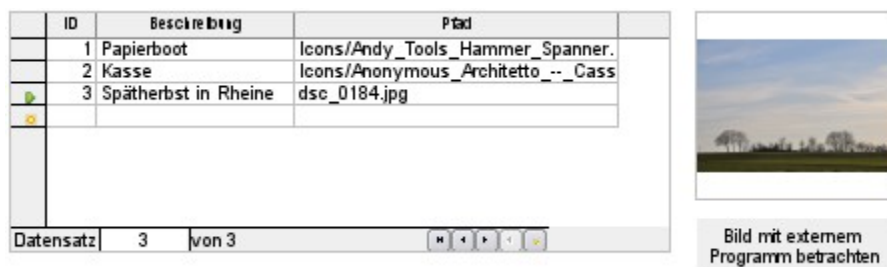 ID Beschreibung Pfad
1 Papierboot Icons/Andy_Tools_Hammer_Spanner.
2 Kasse Icons/Anonymous_Architetto_--_Cass
3 Spätherbst in Rheine dsc_0184.jpg
Datensatz 3 von 3
Bild mit externem
Programm betrachten